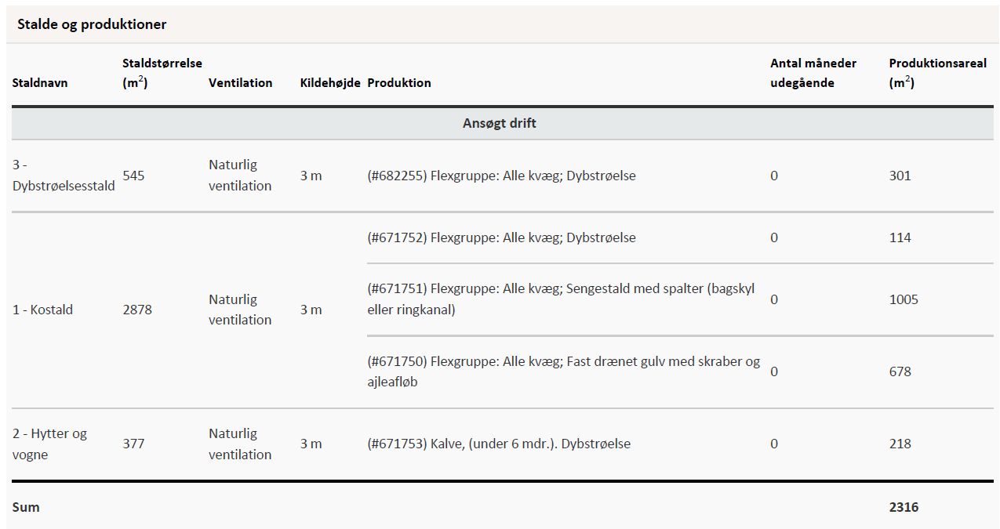 Stalde og produktioner
Staldnavn Staldstørrelse (m²) Ventilation Kildehøjde Produktion Antal måneder udegående Produktionsareal (m²)
Ansøgt drift
3 - Dybstrøelsesstald 545 Naturlig ventilation 3 m (#682255) Flexgruppe: Alle kvæg; Dybstrøelse 0 301
1 - Kostald 2878 Naturlig ventilation 3 m (#671752) Flexgruppe: Alle kvæg; Dybstrøelse 0 114
(#671751) Flexgruppe: Alle kvæg; Sengestald med spalter (bagskyl eller ringkanal) 0 1005
(#671750) Flexgruppe: Alle kvæg; Fast drænet gulv med skraber og ajleafløb 0 678
2 - Hytter og vogne 377 Naturlig ventilation 3 m (#671753) Kalve, (under 6 mdr.). Dybstrøelse 0 218
Sum 2316